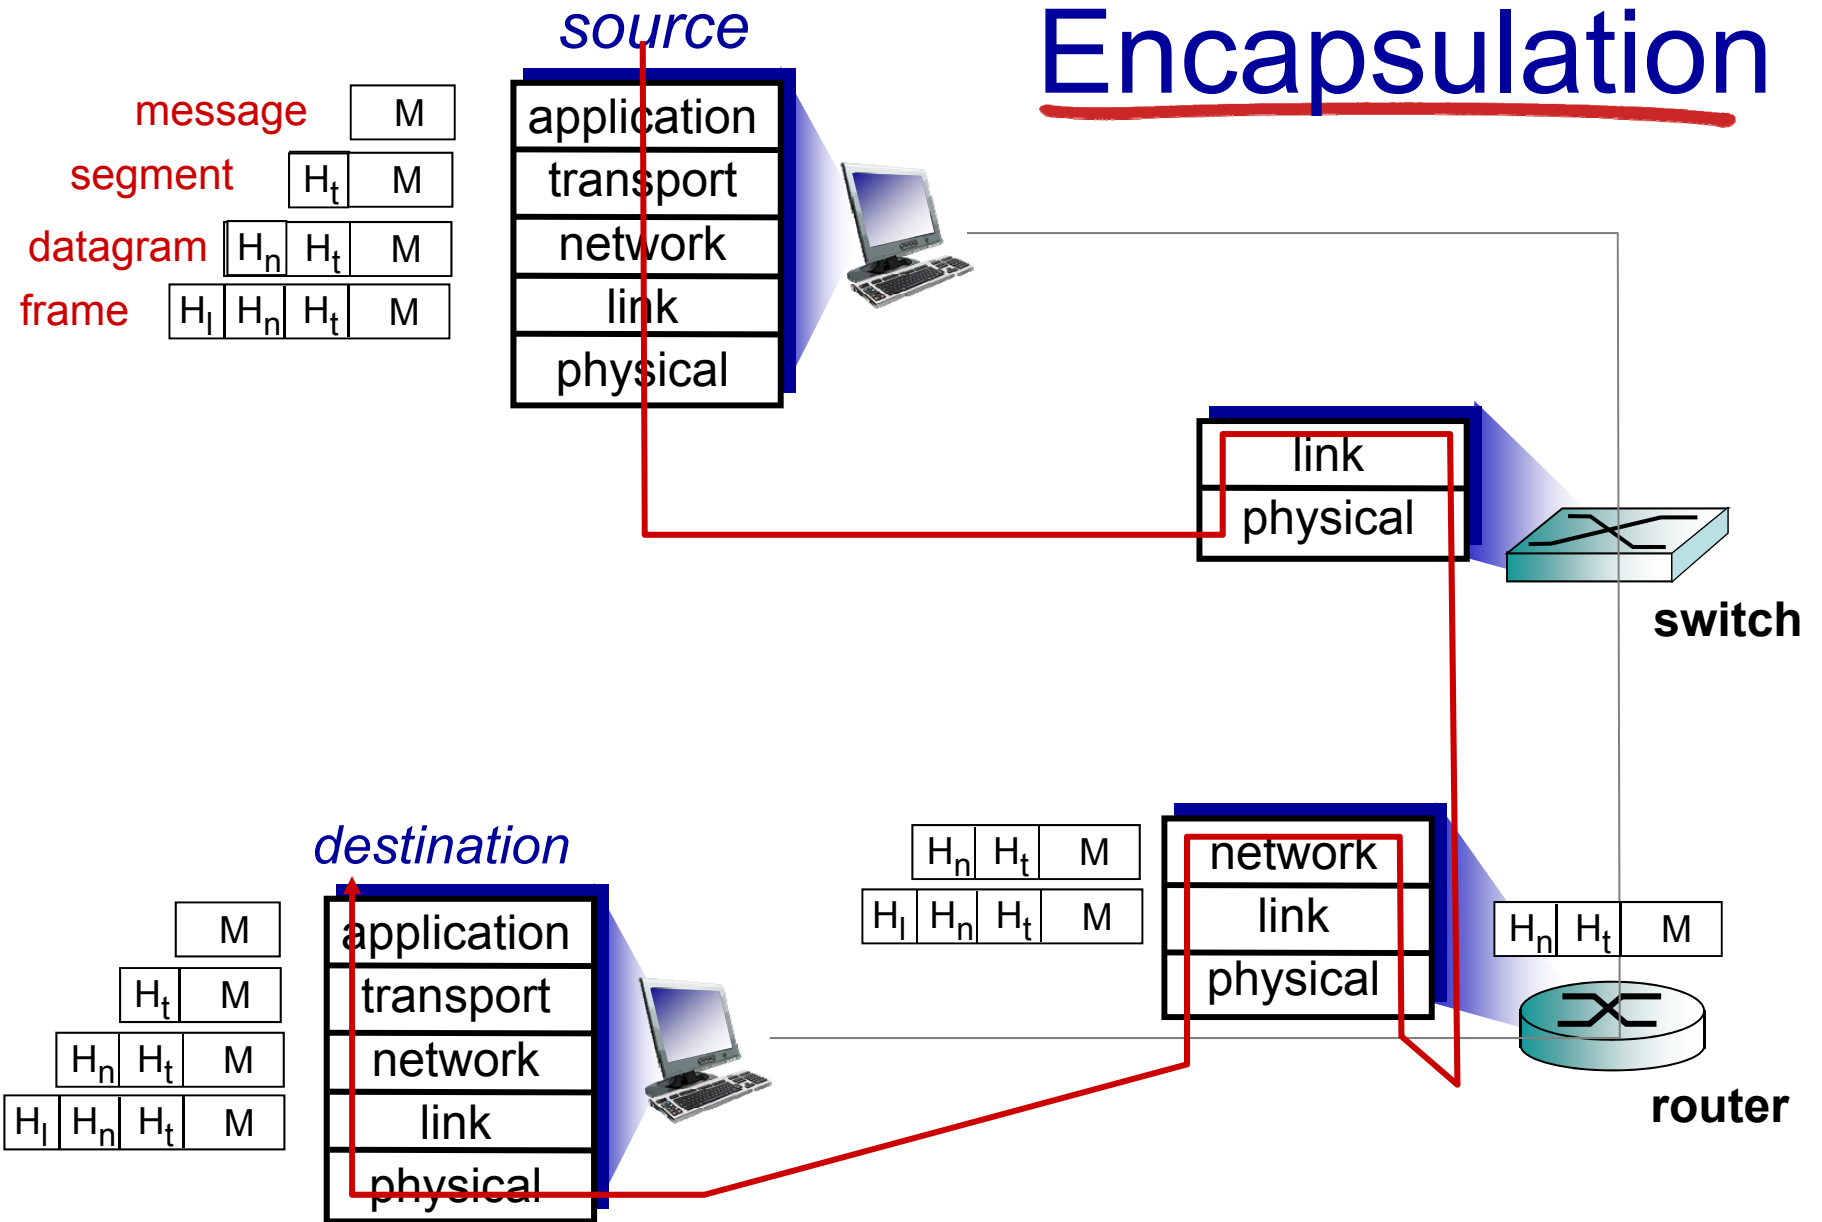 Encapsulation
source
message M
segment Ht M
datagram Hn Ht M
frame Hl Hn Ht M
application
transport
network
link
physical
link
physical
switch
Hn Ht M
Hl Hn Ht M
network
link
physical
Hn Ht M
router
destination
M
Ht M
Hn Ht M
Hl Hn Ht M
application
transport
network
link
physical